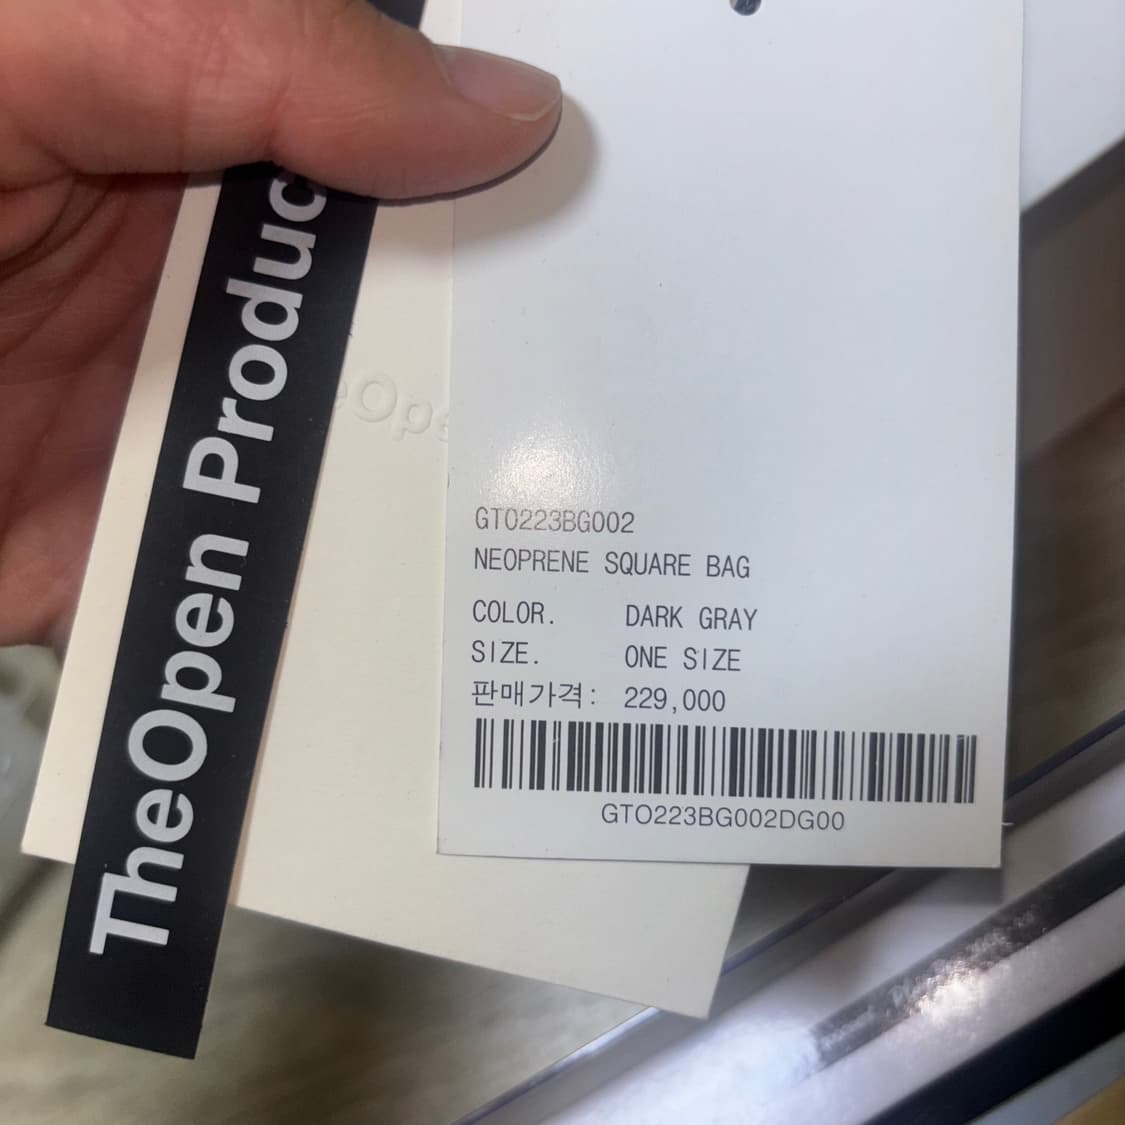 TheOpen Produc
eOpe
GTO223BG002
NEOPRENE SQUARE BAG
COLOR. DARK GRAY
SIZE. ONE SIZE
판매가격: 229,000
GTO223BG002DG00